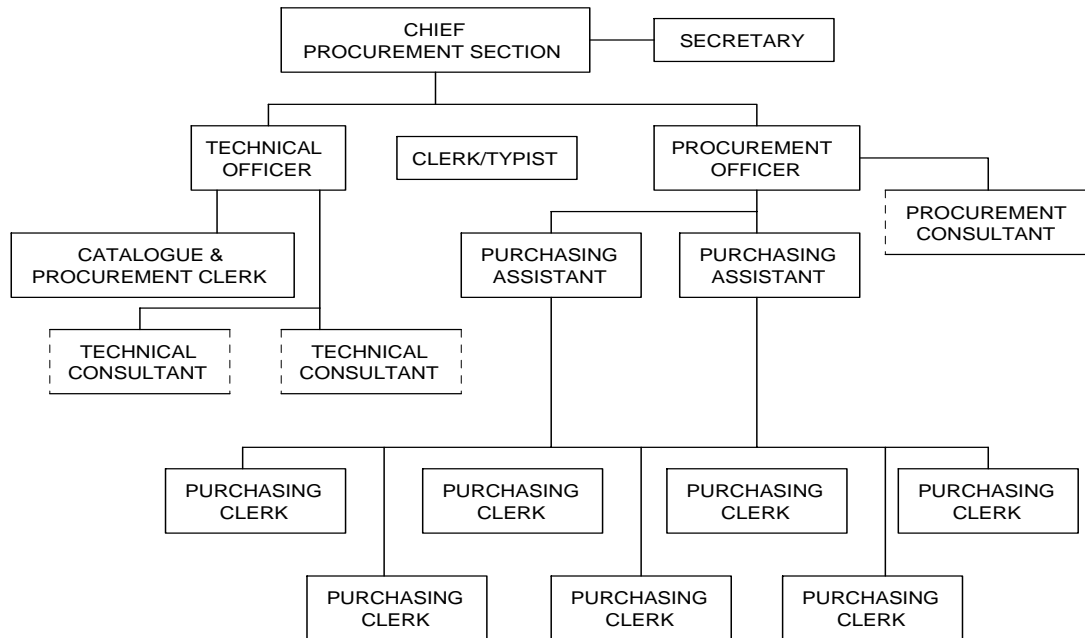 CHIEF
PROCUREMENT SECTION
SECRETARY
TECHNICAL
OFFICER
CLERK/TYPIST
PROCUREMENT
OFFICER
PROCUREMENT
CONSULTANT
CATALOGUE &
PROCUREMENT CLERK
PURCHASING
ASSISTANT
PURCHASING
ASSISTANT
TECHNICAL
CONSULTANT
TECHNICAL
CONSULTANT
PURCHASING
CLERK
PURCHASING
CLERK
PURCHASING
CLERK
PURCHASING
CLERK
PURCHASING
CLERK
PURCHASING
CLERK
PURCHASING
CLERK